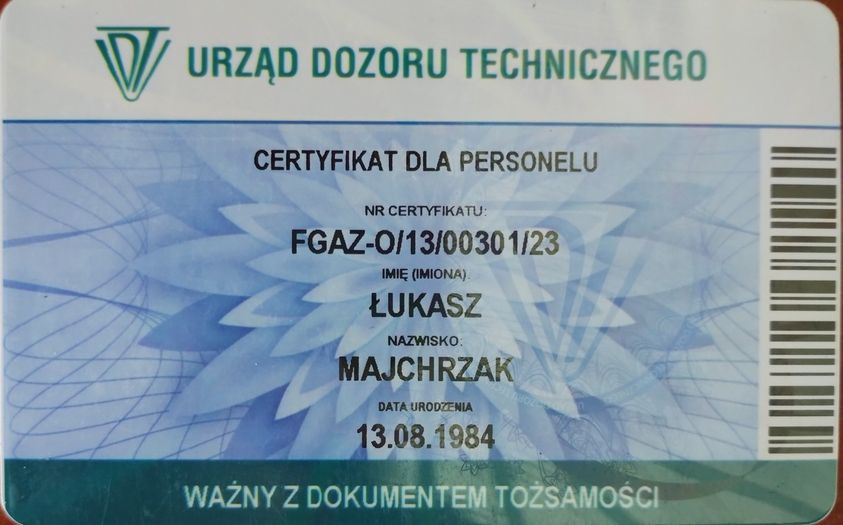 UDT URZĄD DOZORU TECHNICZNEGO
CERTYFIKAT DLA PERSONELU
NR CERTYFIKATU:
FGAZ-O/13/00301/23
IMIĘ (IMIONA):
ŁUKASZ
NAZWISKO:
MAJCHRZAK
DATA URODZENIA
13.08.1984
WAŻNY Z DOKUMENTEM TOŻSAMOŚCI